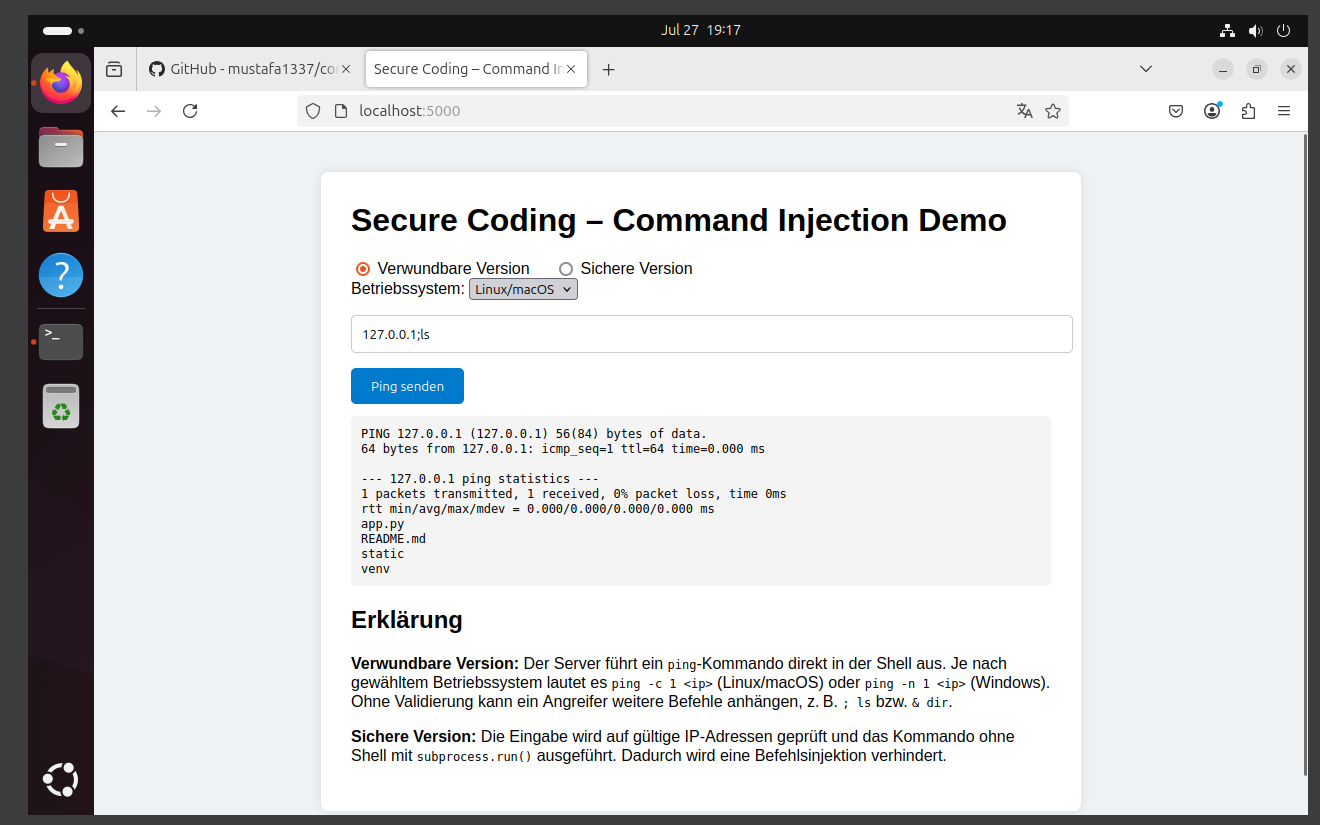 Jul 27 19:17
GitHub - mustafa1337/co
Secure Coding – Command In
localhost:5000
Secure Coding – Command Injection Demo
Verwundbare Version
Sichere Version
Betriebssystem: Linux/macOS
127.0.0.1;ls
Ping senden
PING 127.0.0.1 (127.0.0.1) 56(84) bytes of data.
64 bytes from 127.0.0.1: icmp_seq=1 ttl=64 time=0.000 ms
--- 127.0.0.1 ping statistics ---
1 packets transmitted, 1 received, 0% packet loss, time 0ms
rtt min/avg/max/mdev = 0.000/0.000/0.000/0.000 ms
app.py
README.md
static
venv
Erklärung
Verwundbare Version: Der Server führt ein ping-Kommando direkt in der Shell aus. Je nach
gewähltem Betriebssystem lautet es ping -c 1 <ip> (Linux/macOS) oder ping -n 1 <ip> (Windows).
Ohne Validierung kann ein Angreifer weitere Befehle anhängen, z. B. ; ls bzw. & dir.
Sichere Version: Die Eingabe wird auf gültige IP-Adressen geprüft und das Kommando ohne
Shell mit subprocess.run() ausgeführt. Dadurch wird eine Befehlsinjektion verhindert.